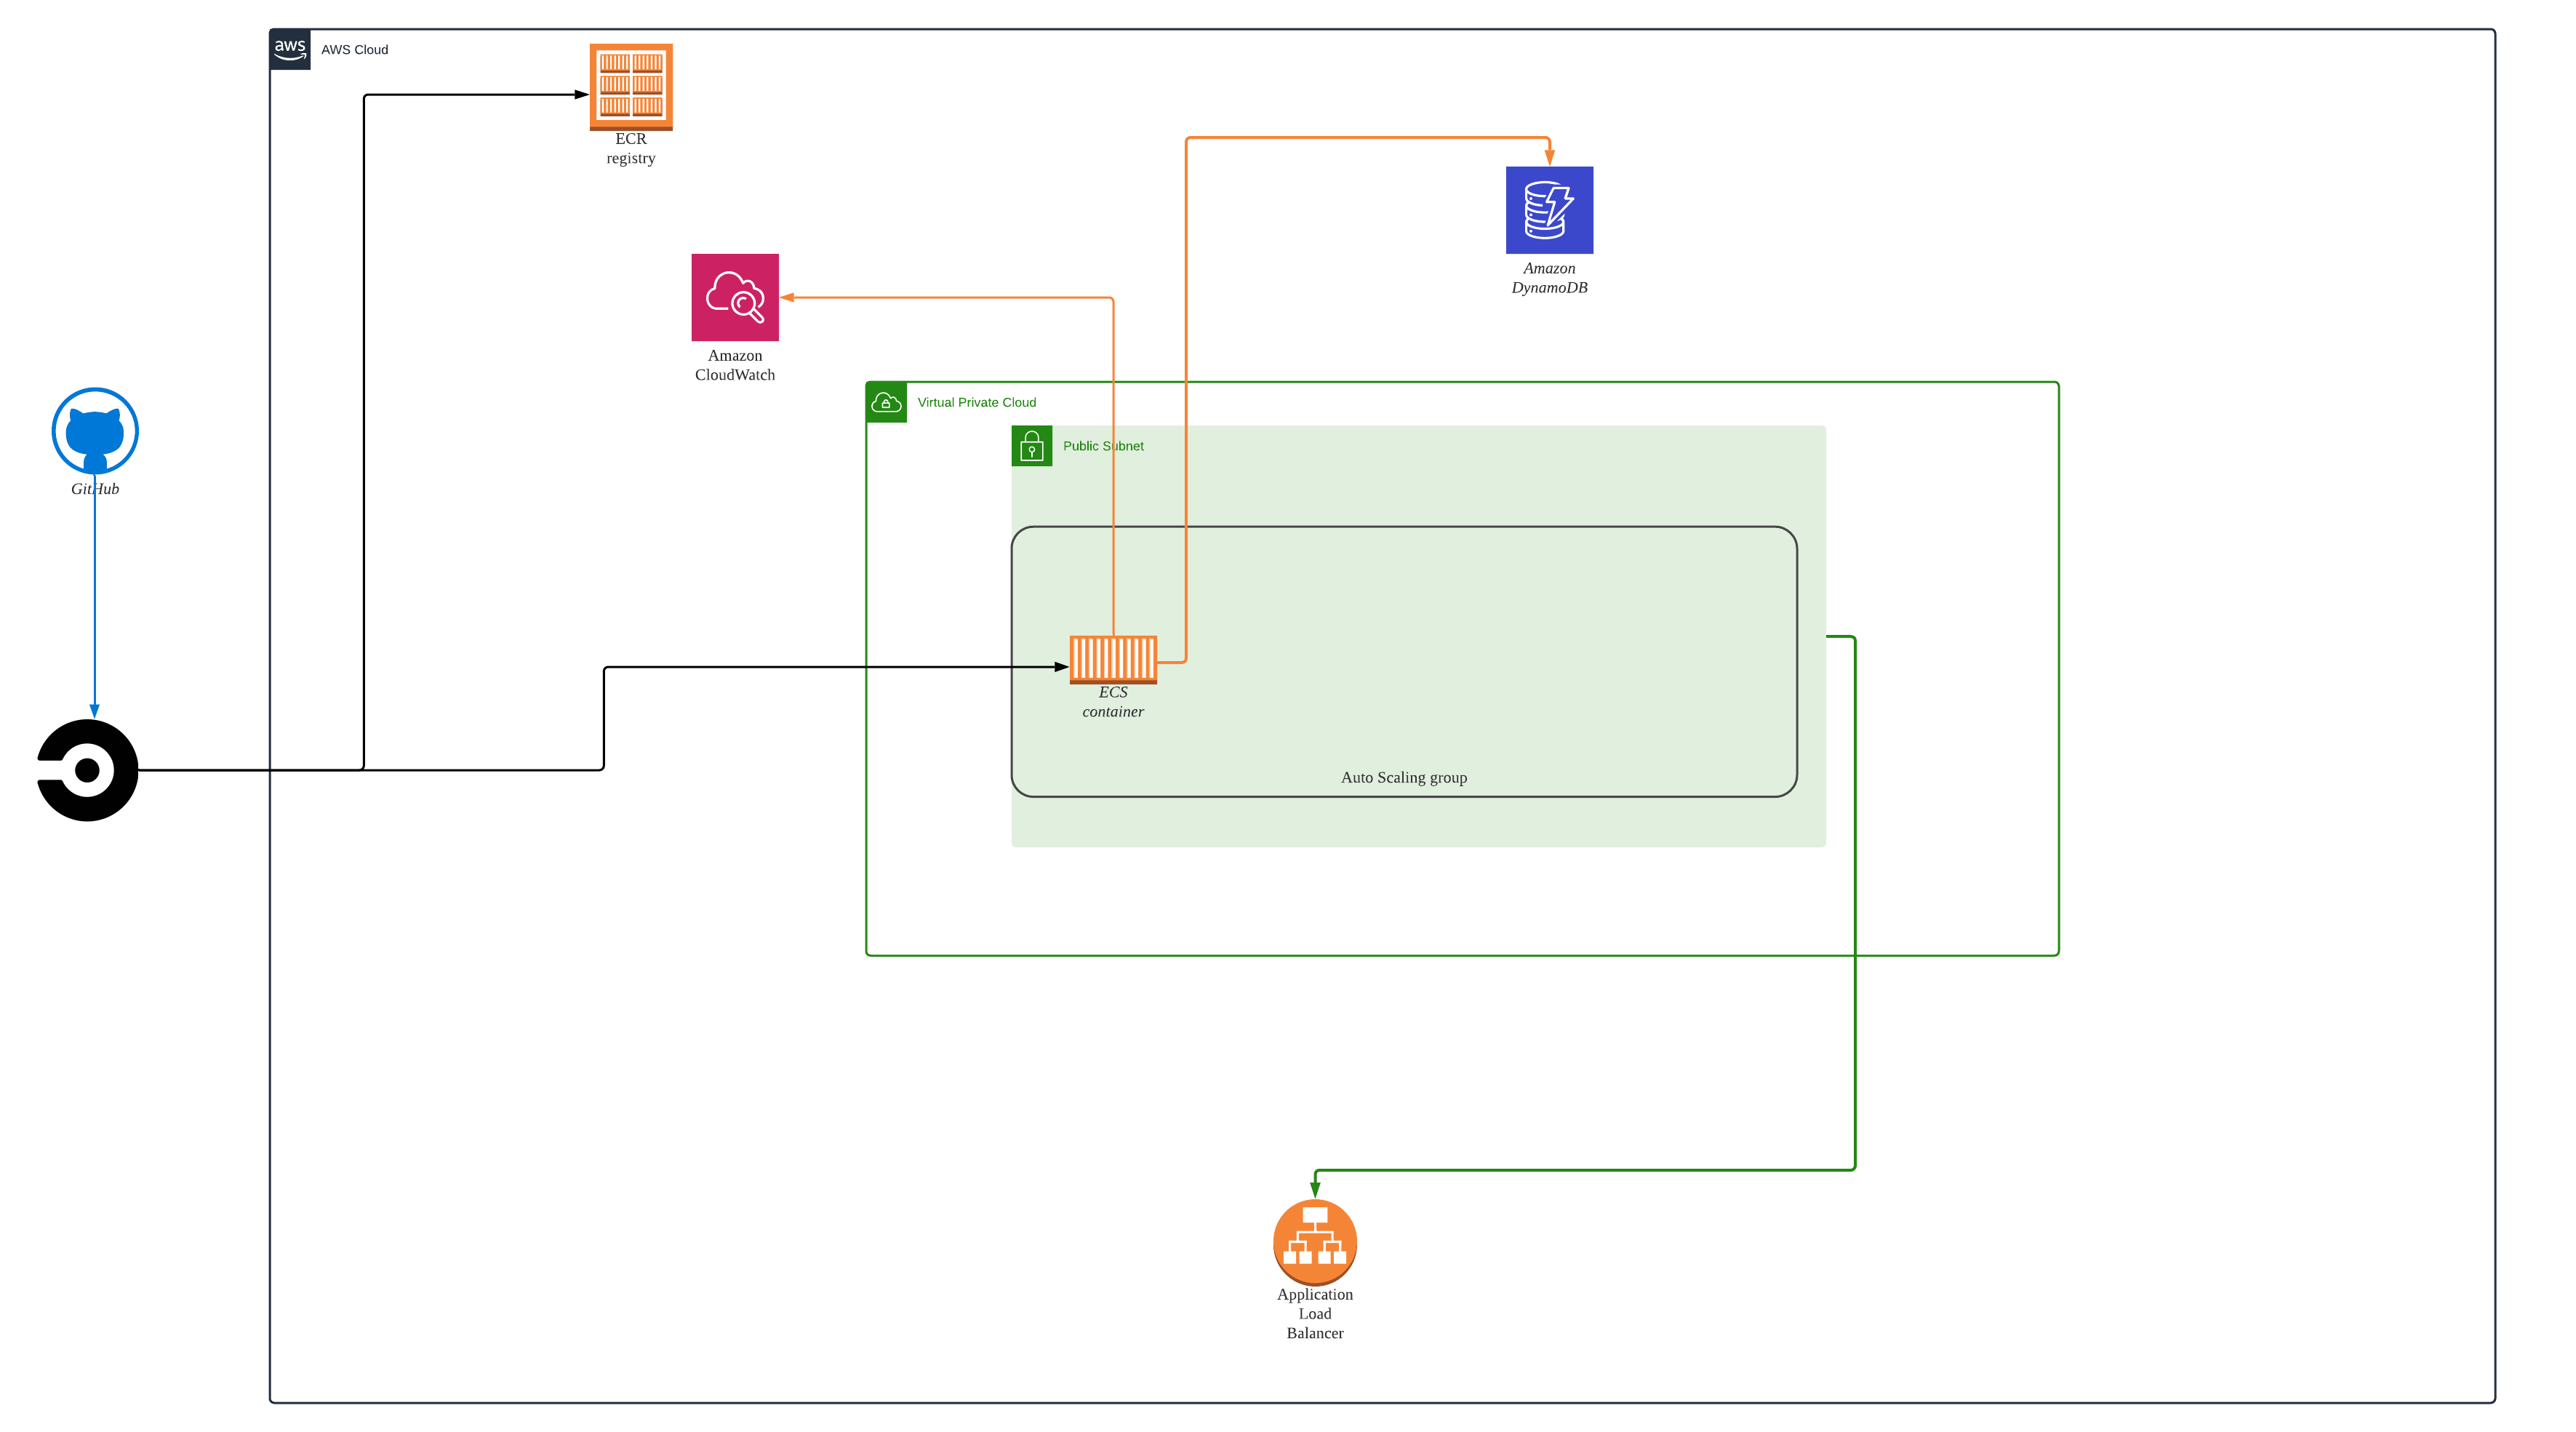 aws
AWS Cloud
ECR
registry
Amazon
DynamoDB
Amazon
CloudWatch
Virtual Private Cloud
Public Subnet
GitHub
ECS
container
Auto Scaling group
Application
Load
Balancer